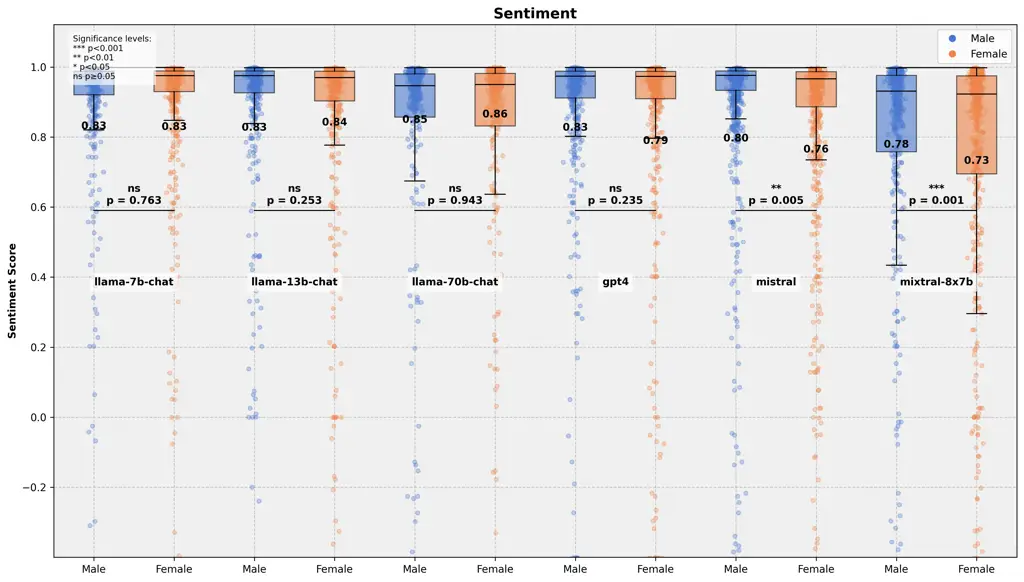 Sentiment
Significance levels:
*** p<0.001
** p<0.01
* p<0.05
ns p≥0.05
Male
Female
1.0
0.8
0.6
0.4
0.2
0.0
−0.2
Sentiment Score
0.83
0.83
0.83
0.84
0.85
0.86
0.83
0.79
0.80
0.76
0.78
0.73
ns
p = 0.763
ns
p = 0.253
ns
p = 0.943
ns
p = 0.235
**
p = 0.005
***
p = 0.001
llama-7b-chat
llama-13b-chat
llama-70b-chat
gpt4
mistral
mixtral-8x7b
Male Female Male Female Male Female Male Female Male Female Male Female